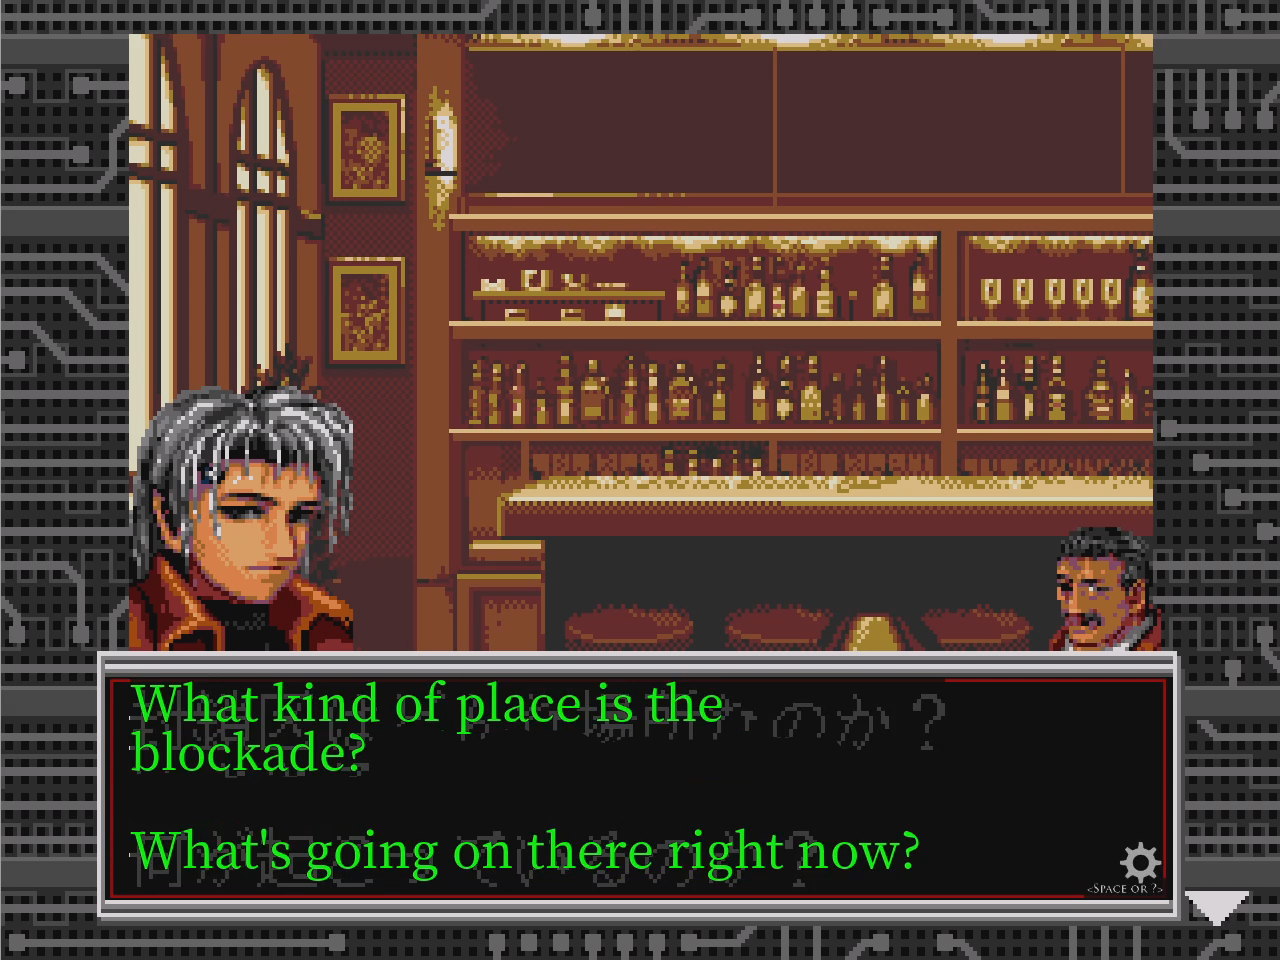 What kind of place is the
blockade?
What's going on there right now?
<SPACE OR ?>